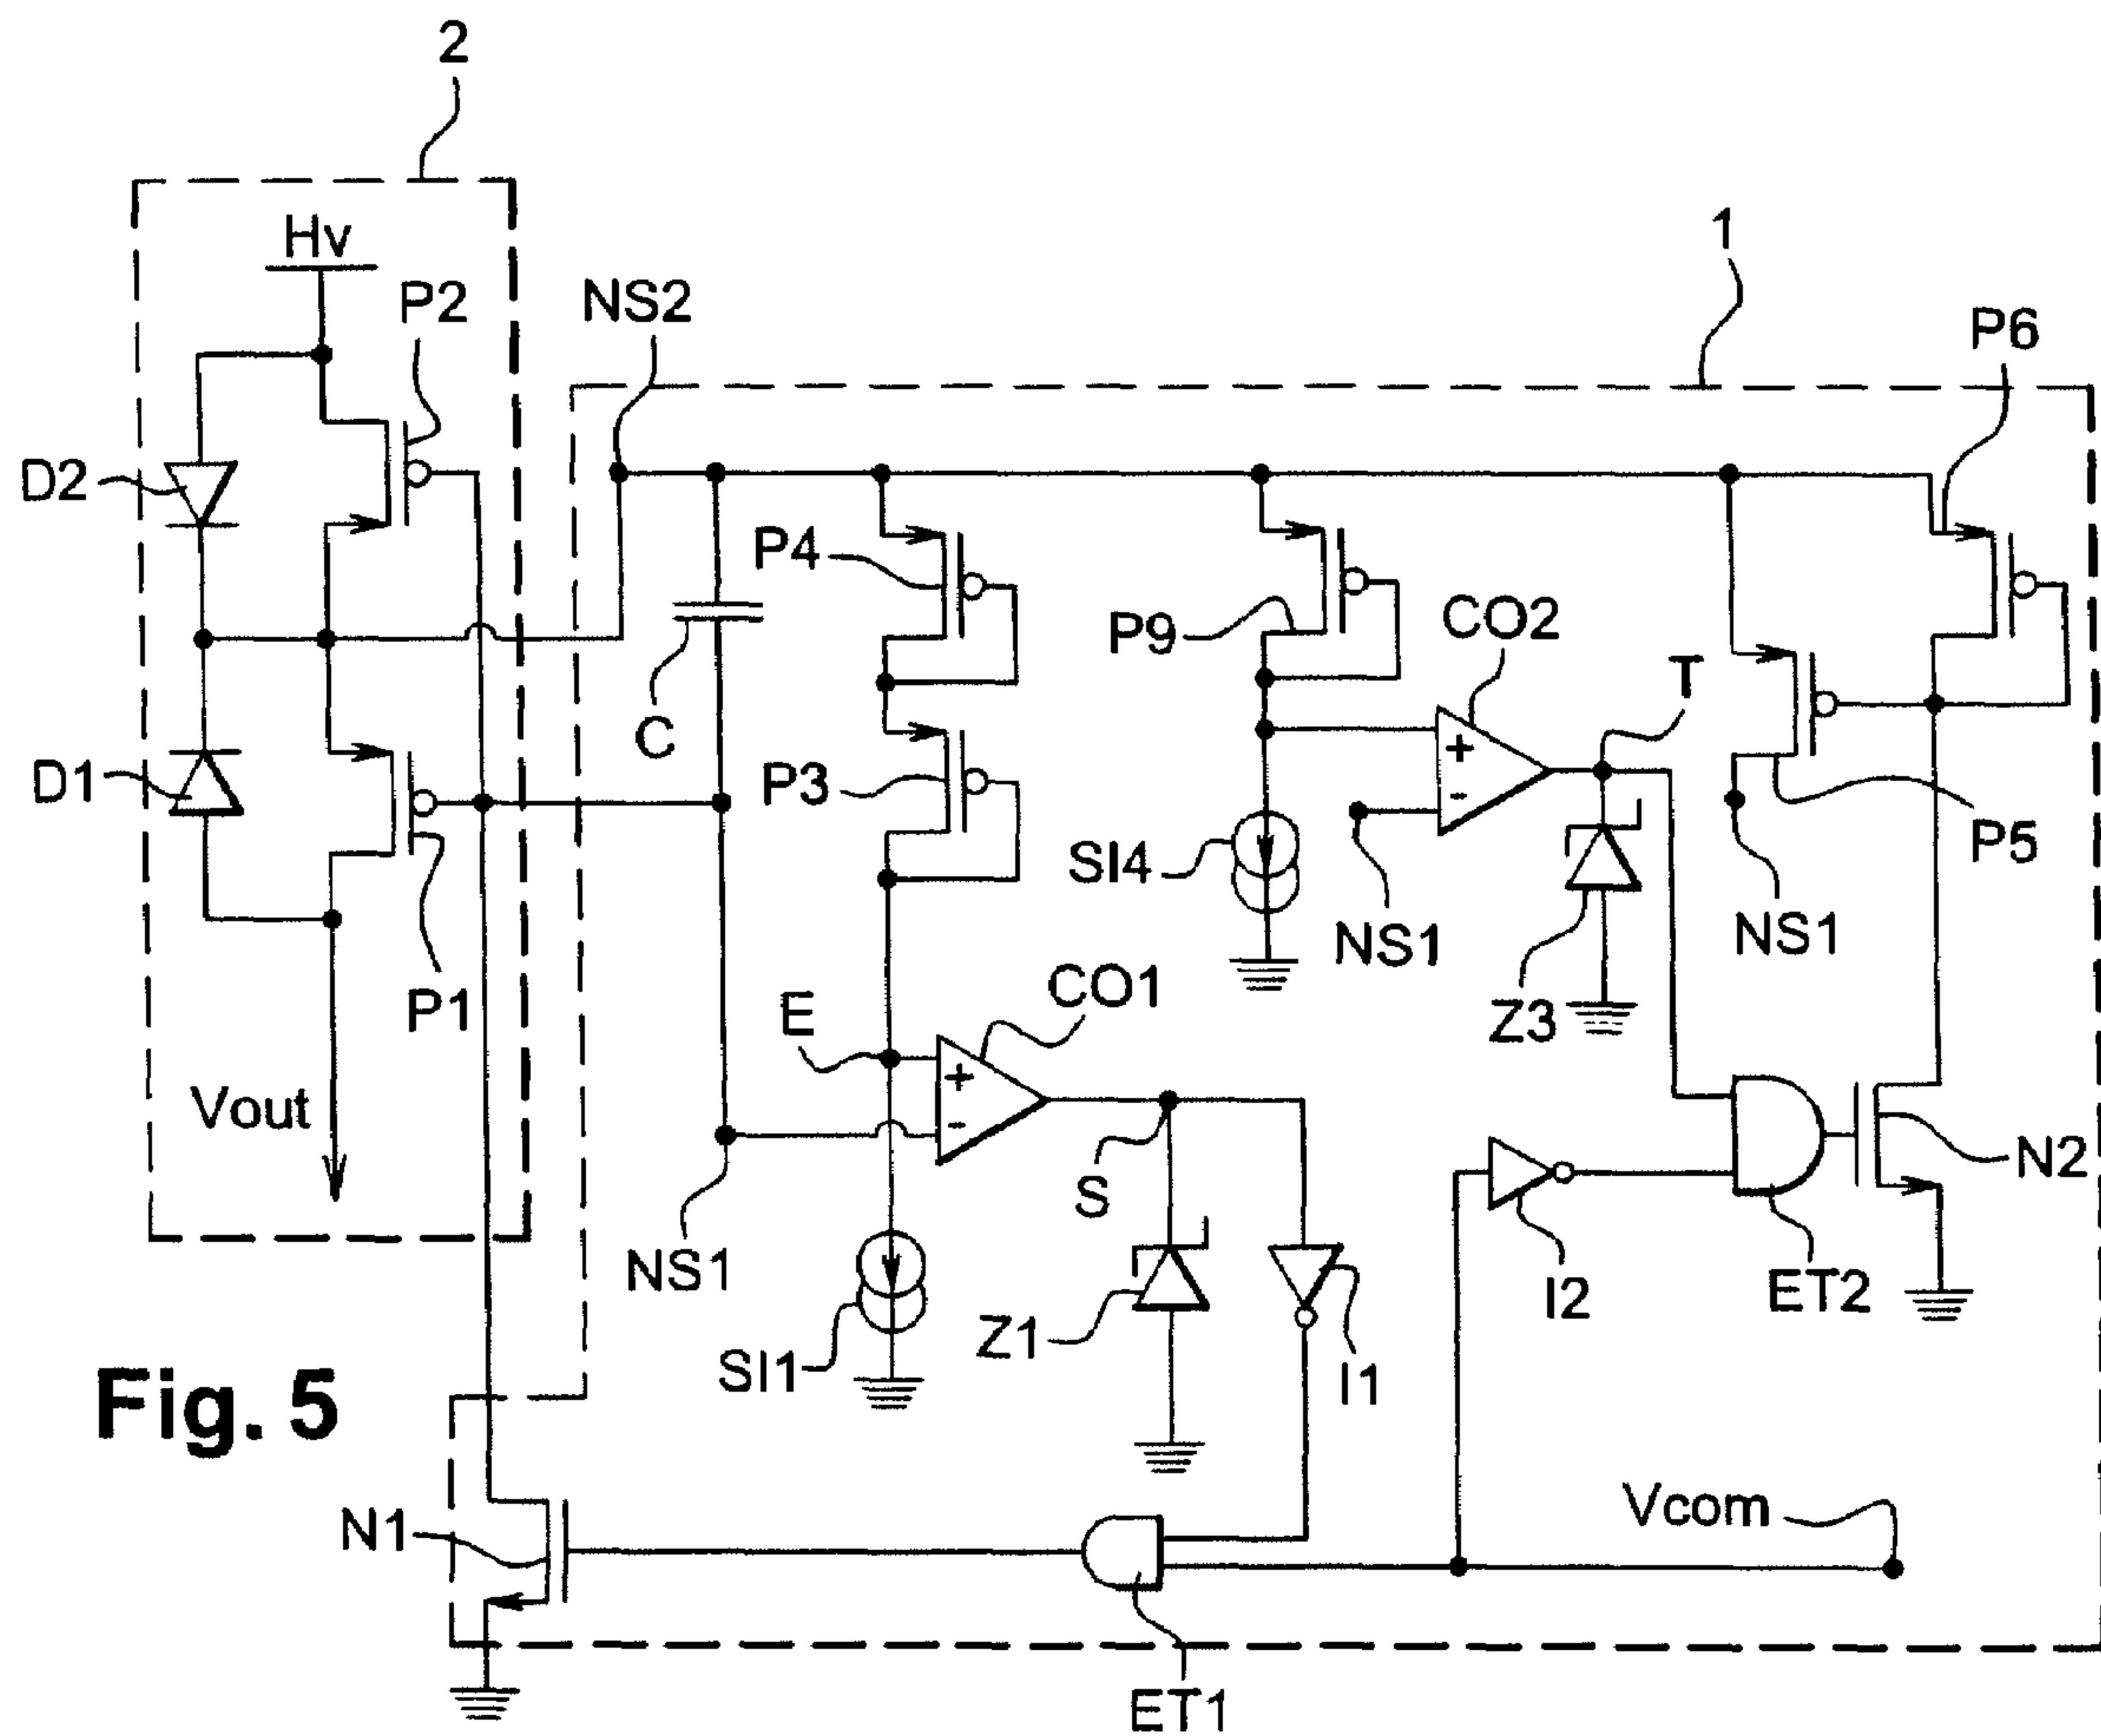 2
Hv
P2
NS2
1
P6
D2
P4
P9
CO2
T
C
D1
P3
+
-
SI4
P5
NS1
NS1
P1
Z3
E
CO1
Vout
+
-
S
N2
NS1
I2
ET2
SI1
Z1
I1
Fig. 5
N1
Vcom
ET1